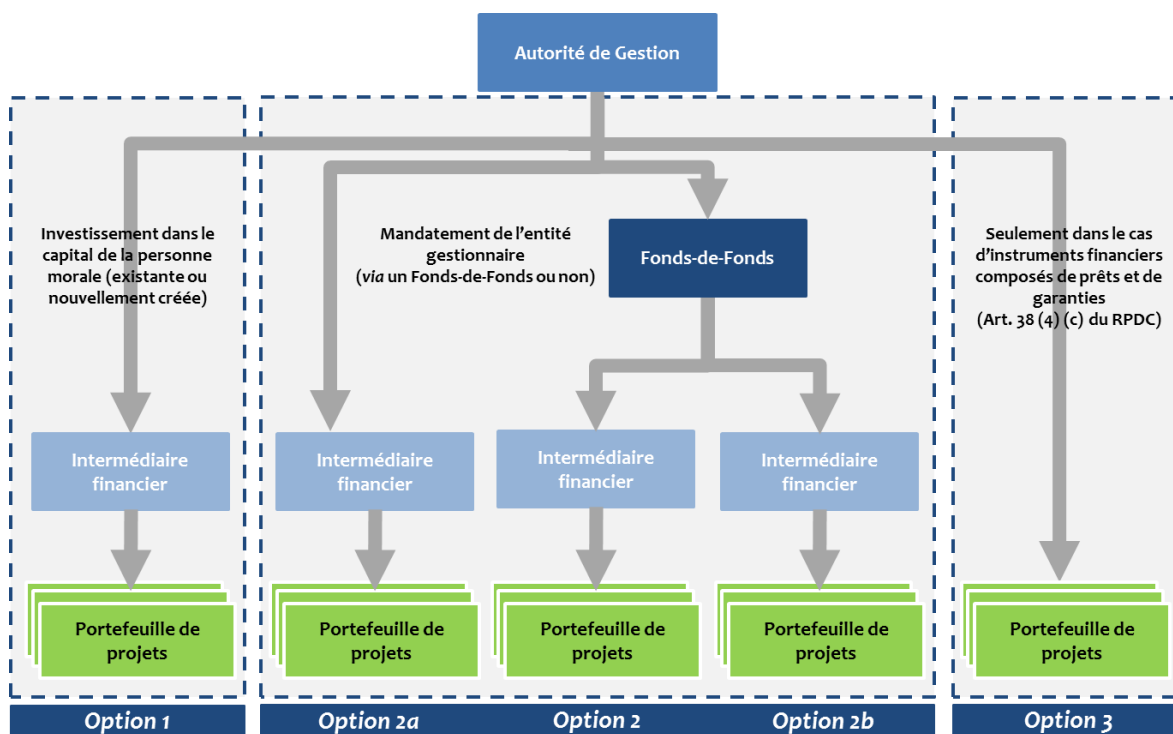 Autorité de Gestion
Investissement dans le
capital de la personne
morale (existante ou
nouvellement créée)
Mandatement de l’entité
gestionnaire
(via un Fonds-de-Fonds ou non)
Fonds-de-Fonds
Seulement dans le cas
d’instruments financiers
composés de prêts et de
garanties
(Art. 38 (4) (c) du RPDC)
Intermédiaire
financier
Intermédiaire
financier
Intermédiaire
financier
Intermédiaire
financier
Portefeuille de
projets
Portefeuille de
projets
Portefeuille de
projets
Portefeuille de
projets
Portefeuille de
projets
Option 1
Option 2a
Option 2
Option 2b
Option 3